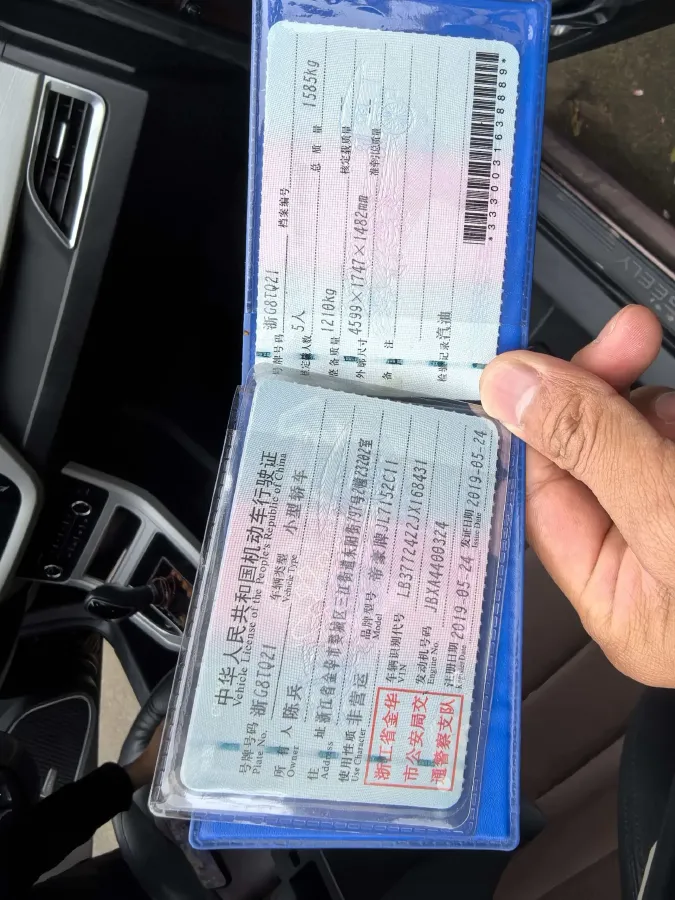 中华人民共和国机动车行驶证
Vehicle License of the People's Republic of China
号牌号码 浙G8TQ21 车辆类型 小型轿车
Plate No. Vehicle Type
所有人 陈兵
Owner
住址 浙江省金华市婺城区三江街道
Address
使用性质 非营运 品牌型号 帝豪牌JL7152C11
Use Character Model
车辆识别代号 LB37724Z2JX168431
VIN
发动机号码 JBXA4400324
Engine No.
注册日期 2019-05-24 发证日期 2019-05-24
Issue Date
浙江省金华
市公安局交
通警察支队
号牌号码 浙G8TQ21 档案编号
核定载人数 5人 总质量 1585kg
整备质量 1210kg 核定载质量
外廓尺寸 4599×1747×1482mm 准牵引总质量
备注
检验记录 汽油
*3330031638889*
GEELY